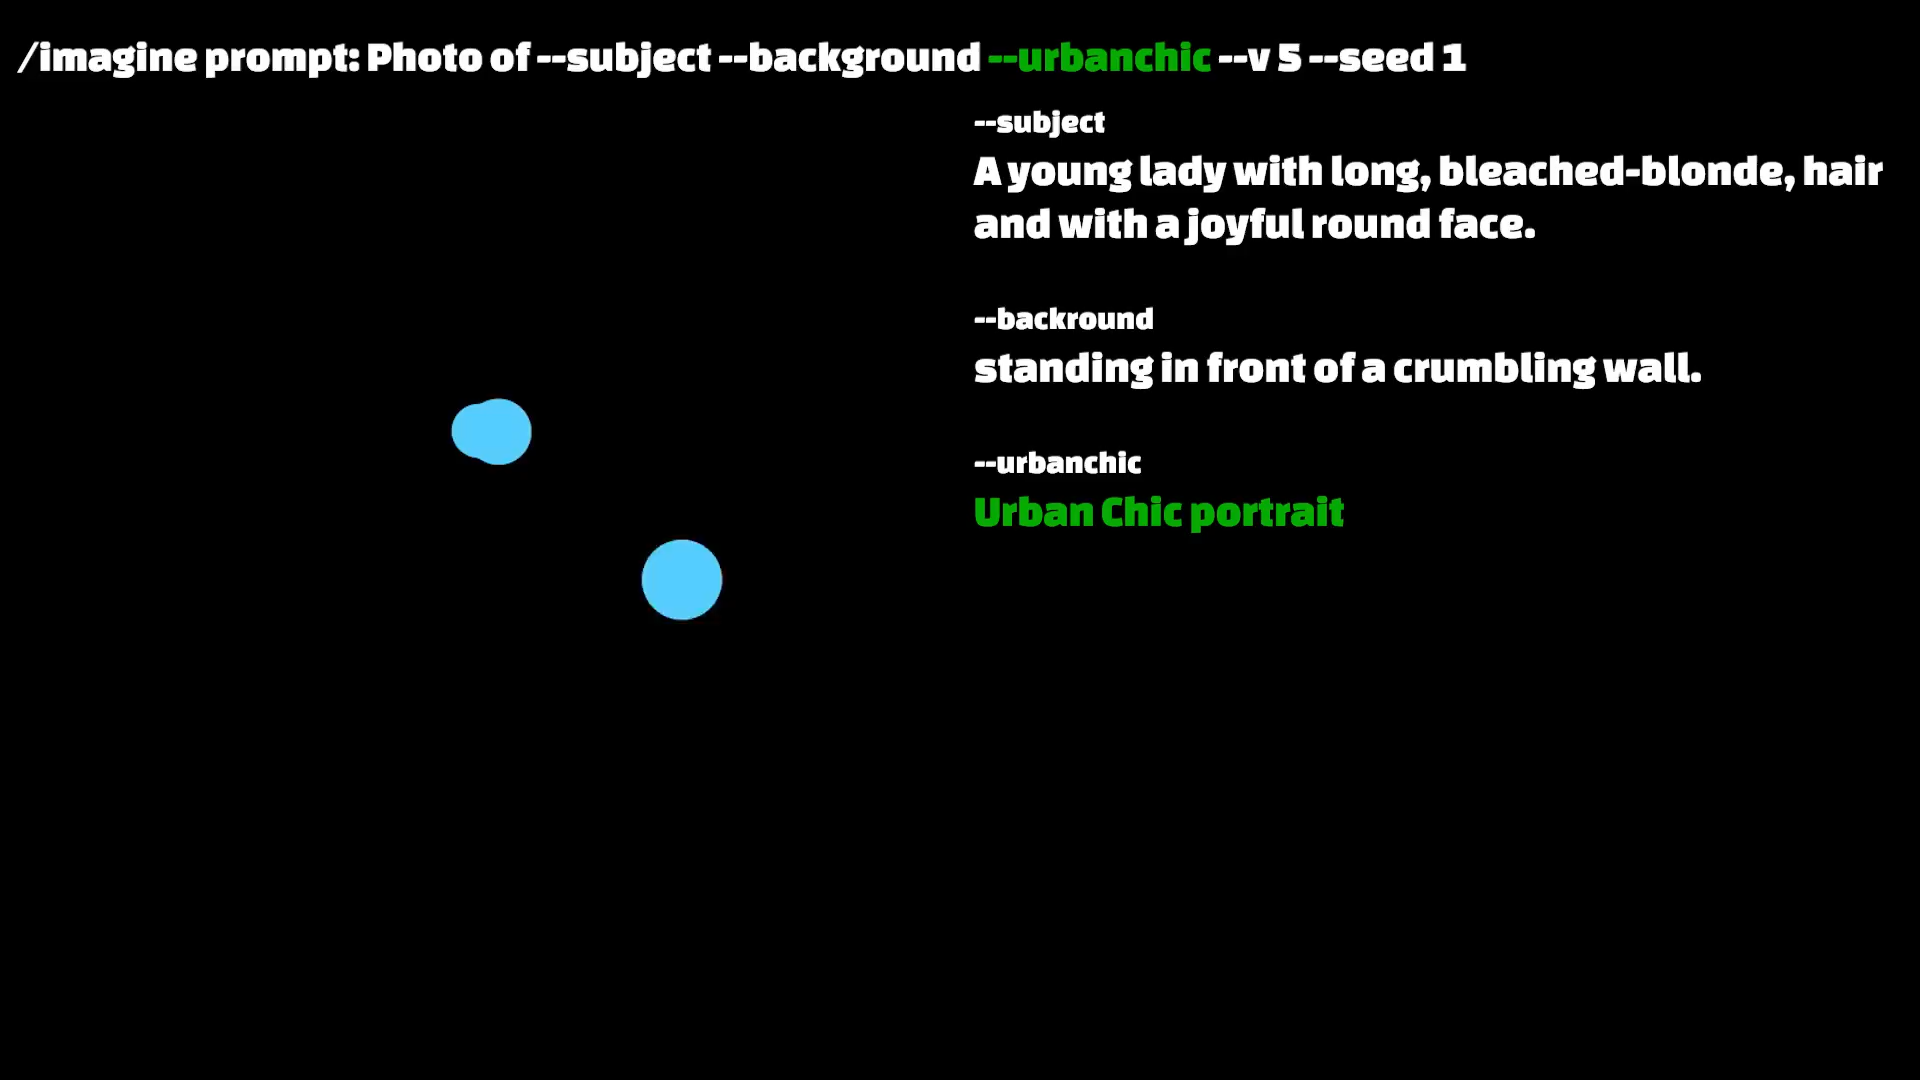 /imagine prompt: Photo of --subject --background --urbanchic --v 5 --seed 1
--subject
A young lady with long, bleached-blonde, hair
and with a joyful round face.
--backround
standing in front of a crumbling wall.
--urbanchic
Urban Chic portrait